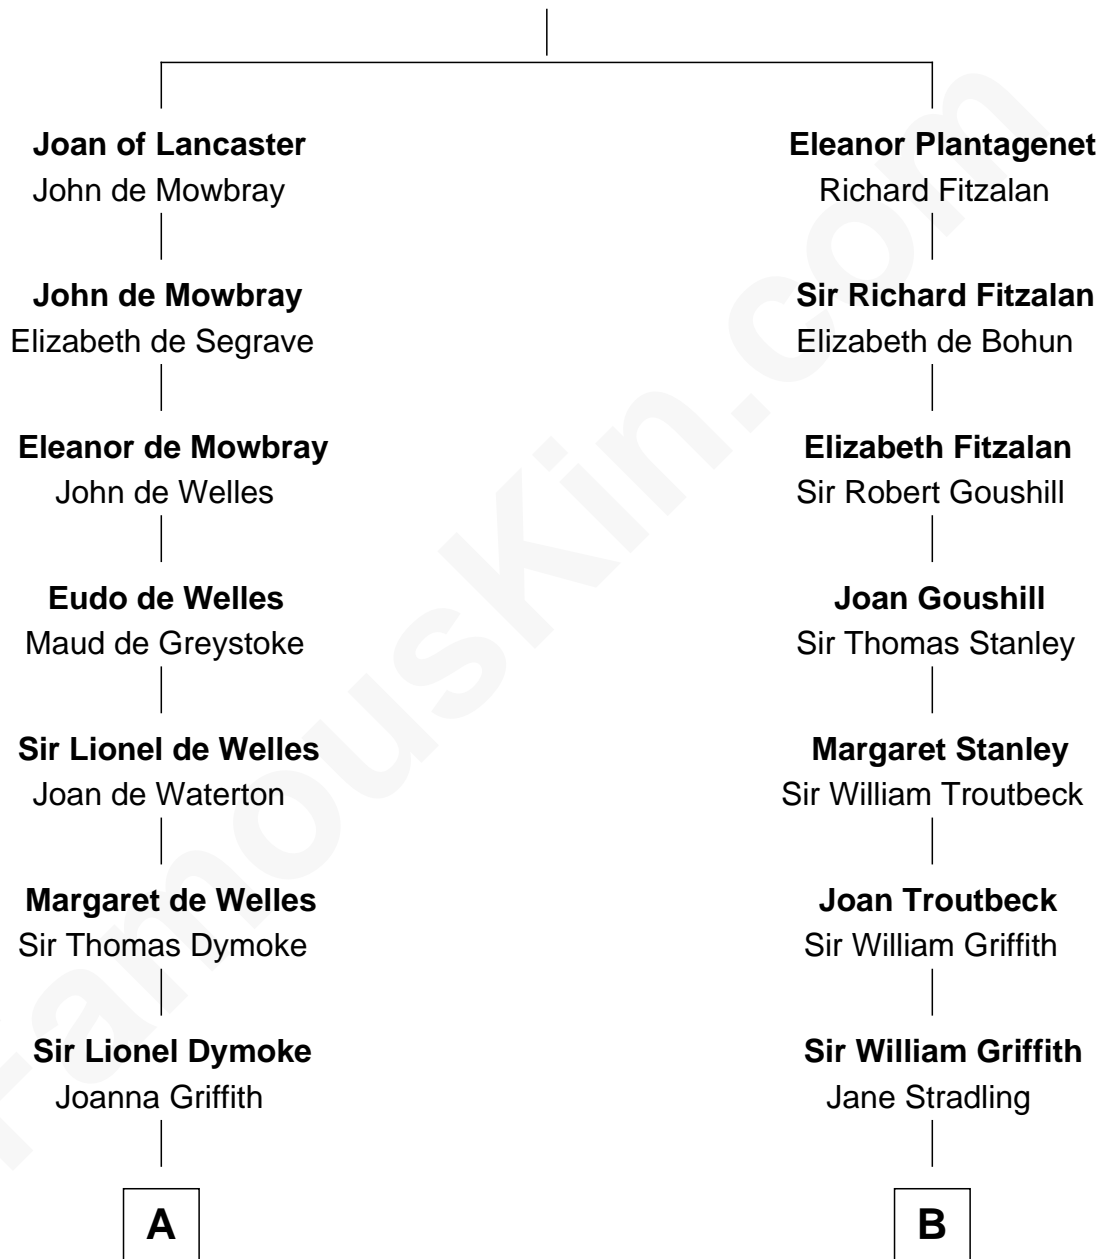 Joan of Lancaster
John de Mowbray
John de Mowbray
Elizabeth de Segrave
Eleanor de Mowbray
John de Welles
Eudo de Welles
Maud de Greystoke
Sir Lionel de Welles
Joan de Waterton
Margaret de Welles
Sir Thomas Dymoke
Sir Lionel Dymoke
Joanna Griffith
A
Eleanor Plantagenet
Richard Fitzalan
Sir Richard Fitzalan
Elizabeth de Bohun
Elizabeth Fitzalan
Sir Robert Goushill
Joan Goushill
Sir Thomas Stanley
Margaret Stanley
Sir William Troutbeck
Joan Troutbeck
Sir William Griffith
Sir William Griffith
Jane Stradling
B
FamousKin.com